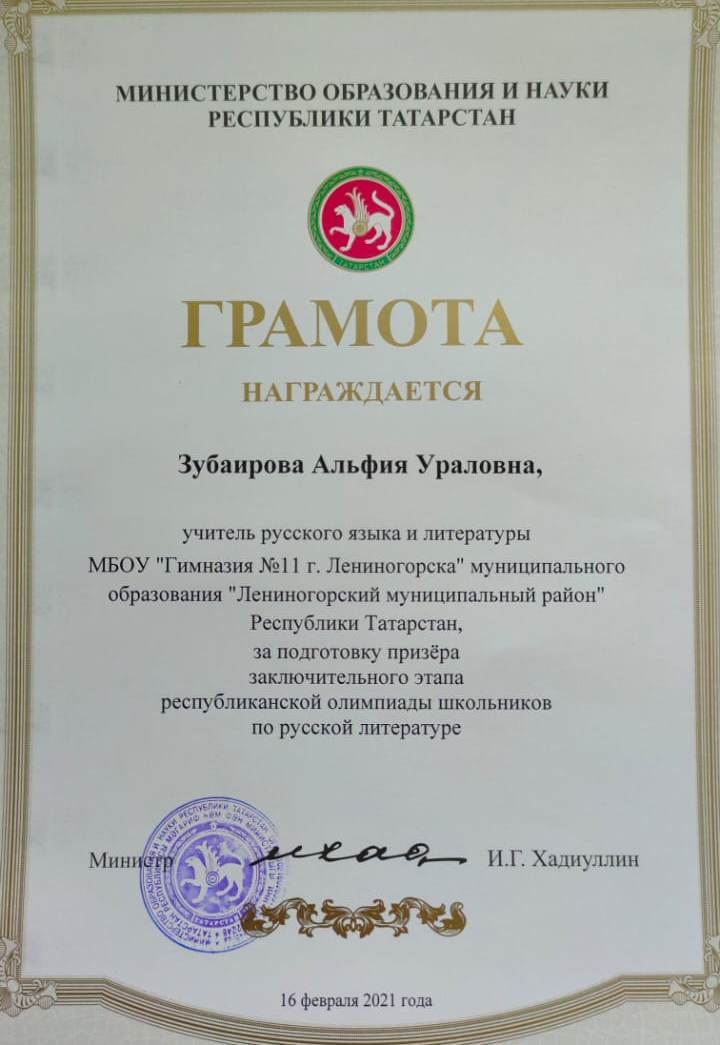 МИНИСТЕРСТВО ОБРАЗОВАНИЯ И НАУКИ
РЕСПУБЛИКИ ТАТАРСТАН
ТАТАРСТАН
ГРАМОТА
НАГРАЖДАЕТСЯ
Зубаирова Альфия Ураловна,
учитель русского языка и литературы
МБОУ "Гимназия №11 г. Лениногорска" муниципального
образования "Лениногорский муниципальный район"
Республики Татарстан,
за подготовку призёра
заключительного этапа
республиканской олимпиады школьников
по русской литературе
Министр
И.Г. Хадиуллин
16 февраля 2021 года